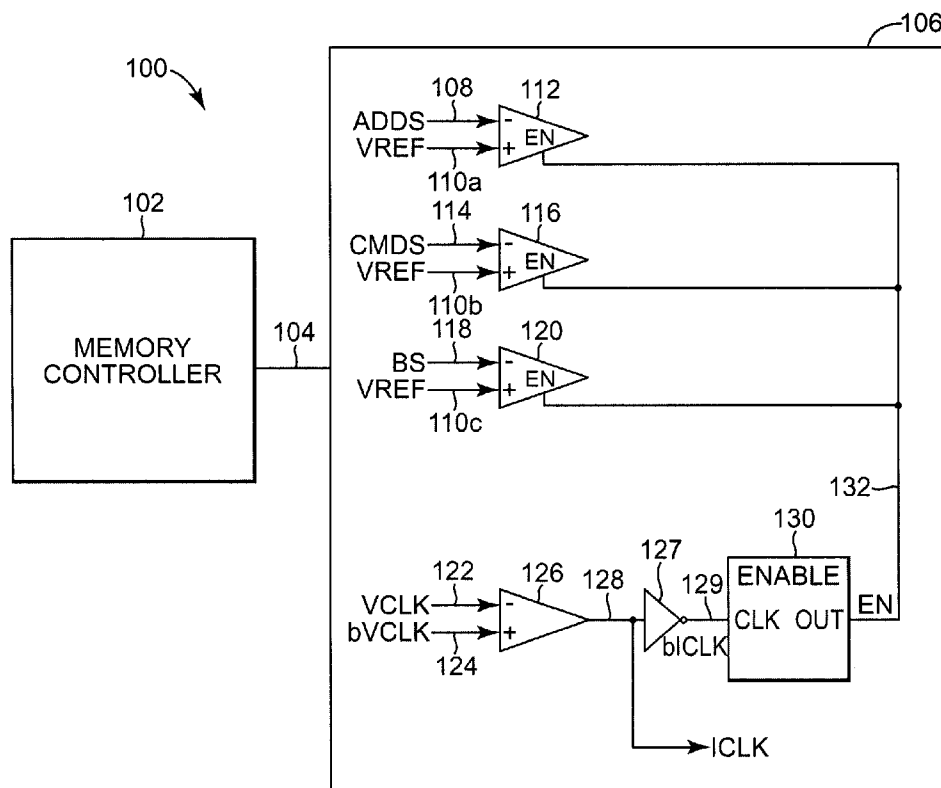 106
100
108
112
ADDS
-
EN
VREF
+
110a
102
114
116
CMDS
-
EN
VREF
+
110b
MEMORY
CONTROLLER
104
118
120
BS
-
EN
VREF
+
110c
132
130
122
126
128
127
129
ENABLE
VCLK
-
CLK OUT
EN
bVCLK
+
bICLK
124
ICLK